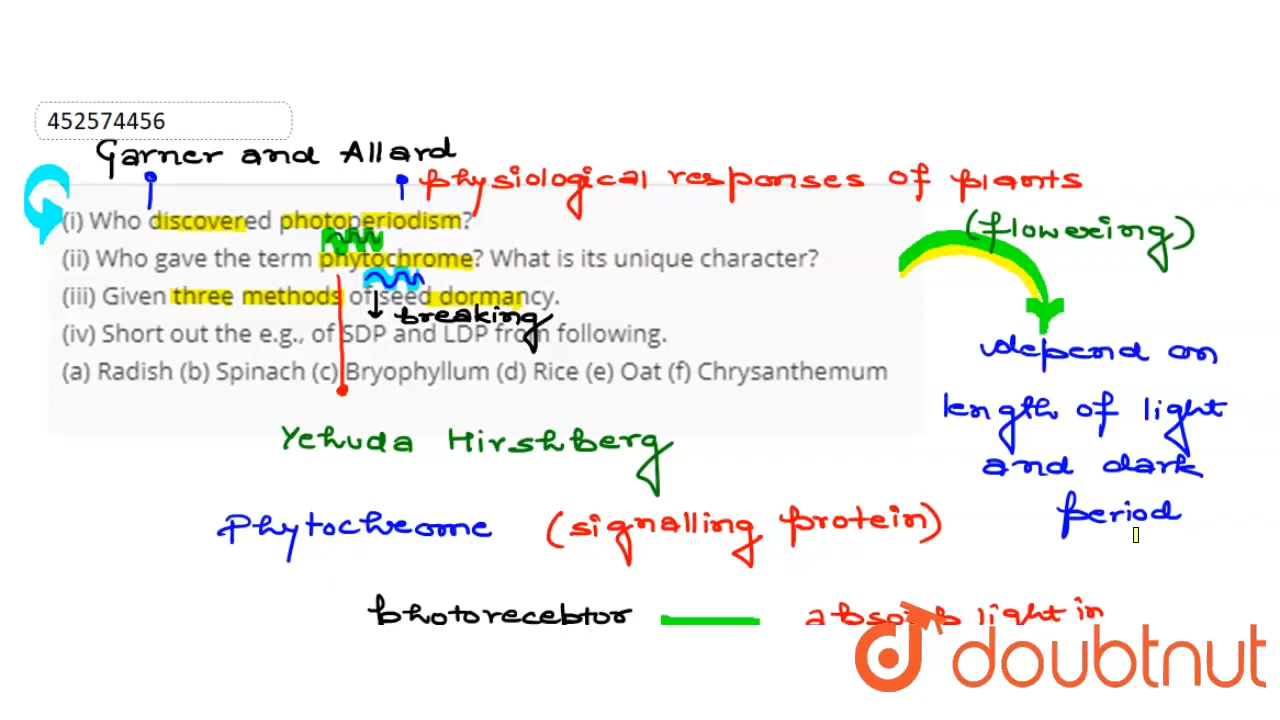 452574456
Garner and Allard
physiological responses of plants
(i) Who discovered photoperiodism?
(flowering)
(ii) Who gave the term phytochrome? What is its unique character?
(iii) Given three methods of seed dormancy.
breaking
(iv) Short out the e.g., of SDP and LDP from following.
depend on
(a) Radish (b) Spinach (c) Bryophyllum (d) Rice (e) Oat (f) Chrysanthemum
length of light
Yehuda Hirshberg
and dark
period
Phytochrome (signalling protein)
photoreceptor absorb light in
doubtnut